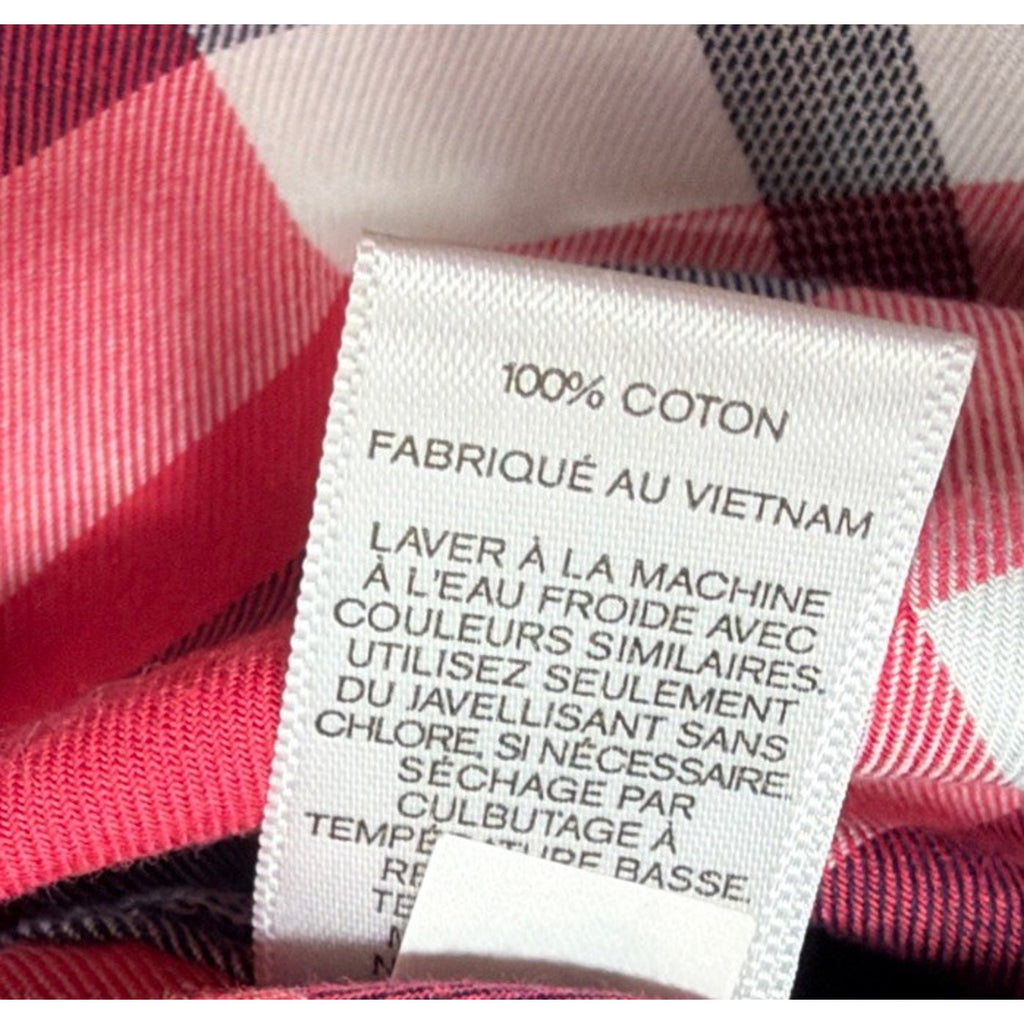 100% COTON
FABRIQUÉ AU VIETNAM
LAVER À LA MACHINE
À L'EAU FROIDE AVEC
COULEURS SIMILAIRES.
UTILISEZ SEULEMENT
DU JAVELLISANT SANS
CHLORE, SI NÉCESSAIRE.
SÉCHAGE PAR
CULBUTAGE À
TEMPÉRATURE BASSE.